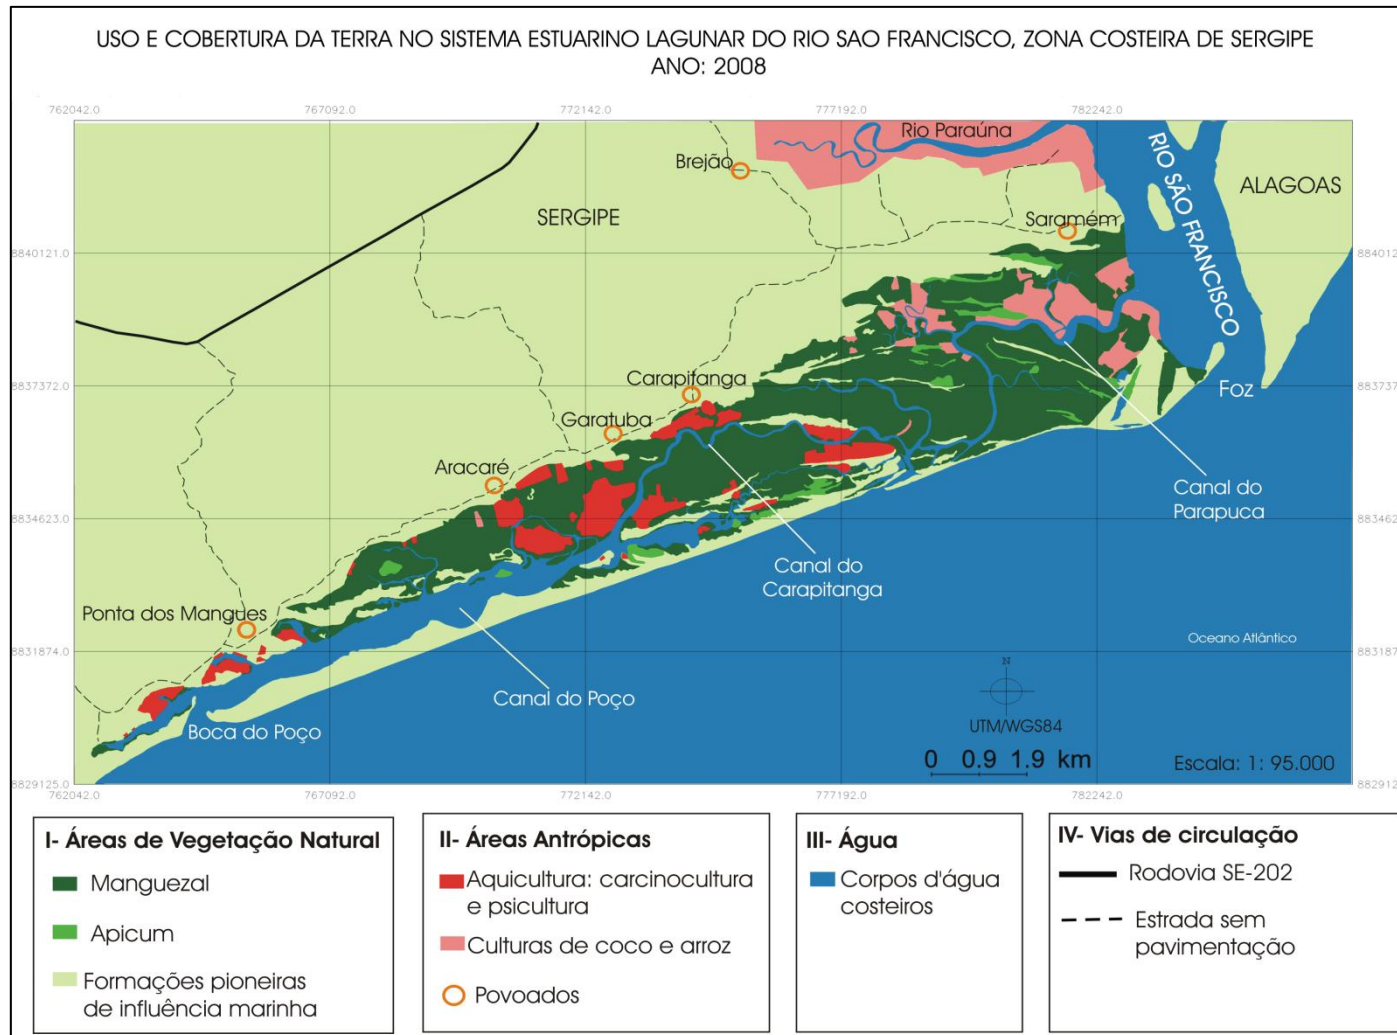 USO E COBERTURA DA TERRA NO SISTEMA ESTUARINO LAGUNAR DO RIO SAO FRANCISCO, ZONA COSTEIRA DE SERGIPE
ANO: 2008
762042.0
767092.0
772142.0
777192.0
782242.0
Rio Paraúna
Brejão
RIO SÃO FRANCISCO
ALAGOAS
SERGIPE
Saramém
8840121.0
884012
8837372.0
883737
Carapitanga
Foz
Garatuba
Aracaré
Canal do
Parapuca
8834623.0
883462
Canal do
Carapitanga
Ponta dos Mangues
Oceano Atlântico
8831874.0
883187
N
Canal do Poço
Boca do Poço
UTM/WGS84
0 0.9 1.9 km
Escala: 1: 95.000
8829125.0
882912
762042.0
767092.0
772142.0
777192.0
782242.0
I- Áreas de Vegetação Natural
Manguezal
Apicum
Formações pioneiras
de influência marinha
II- Áreas Antrópicas
Aquicultura: carcinocultura
e psicultura
Culturas de coco e arroz
Povoados
III- Água
Corpos d'água
costeiros
IV- Vias de circulação
Rodovia SE-202
Estrada sem
pavimentação